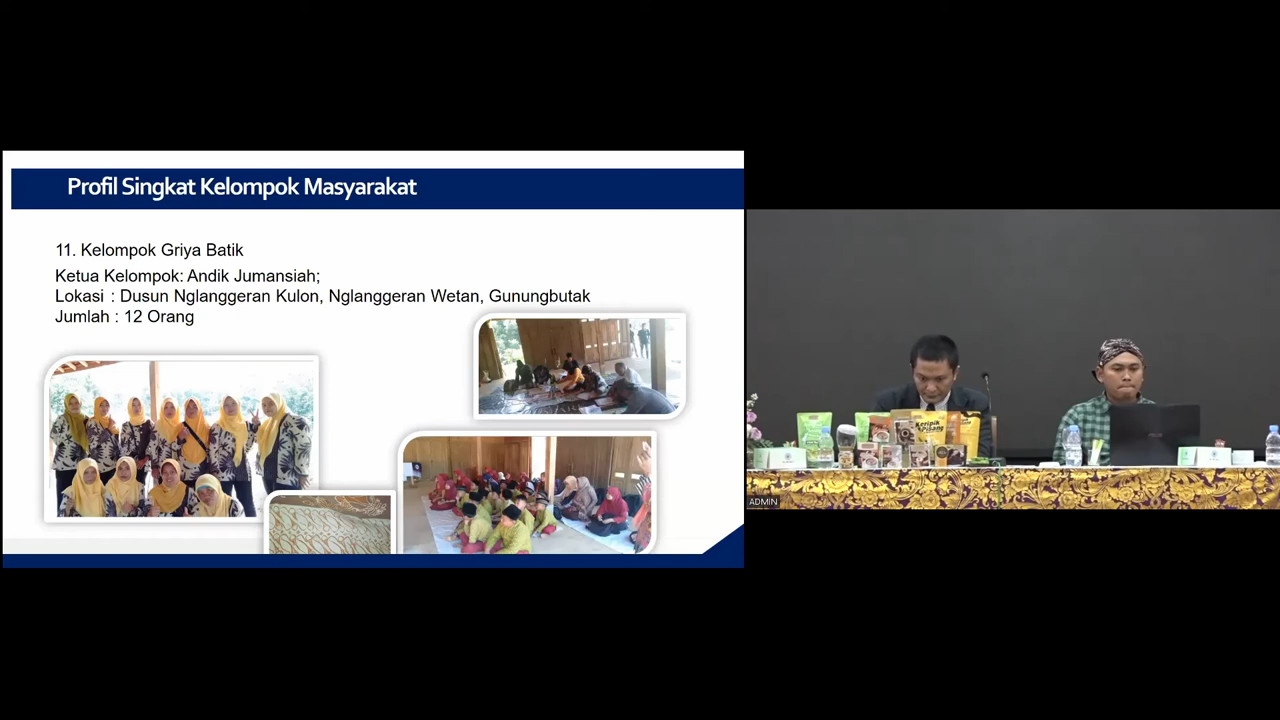 Profil Singkat Kelompok Masyarakat
11. Kelompok Griya Batik
Ketua Kelompok: Andik Jumansiah;
Lokasi : Dusun Nglanggeran Kulon, Nglanggeran Wetan, Gunungbutak
Jumlah : 12 Orang
Keripik
Pisang
ADMIN